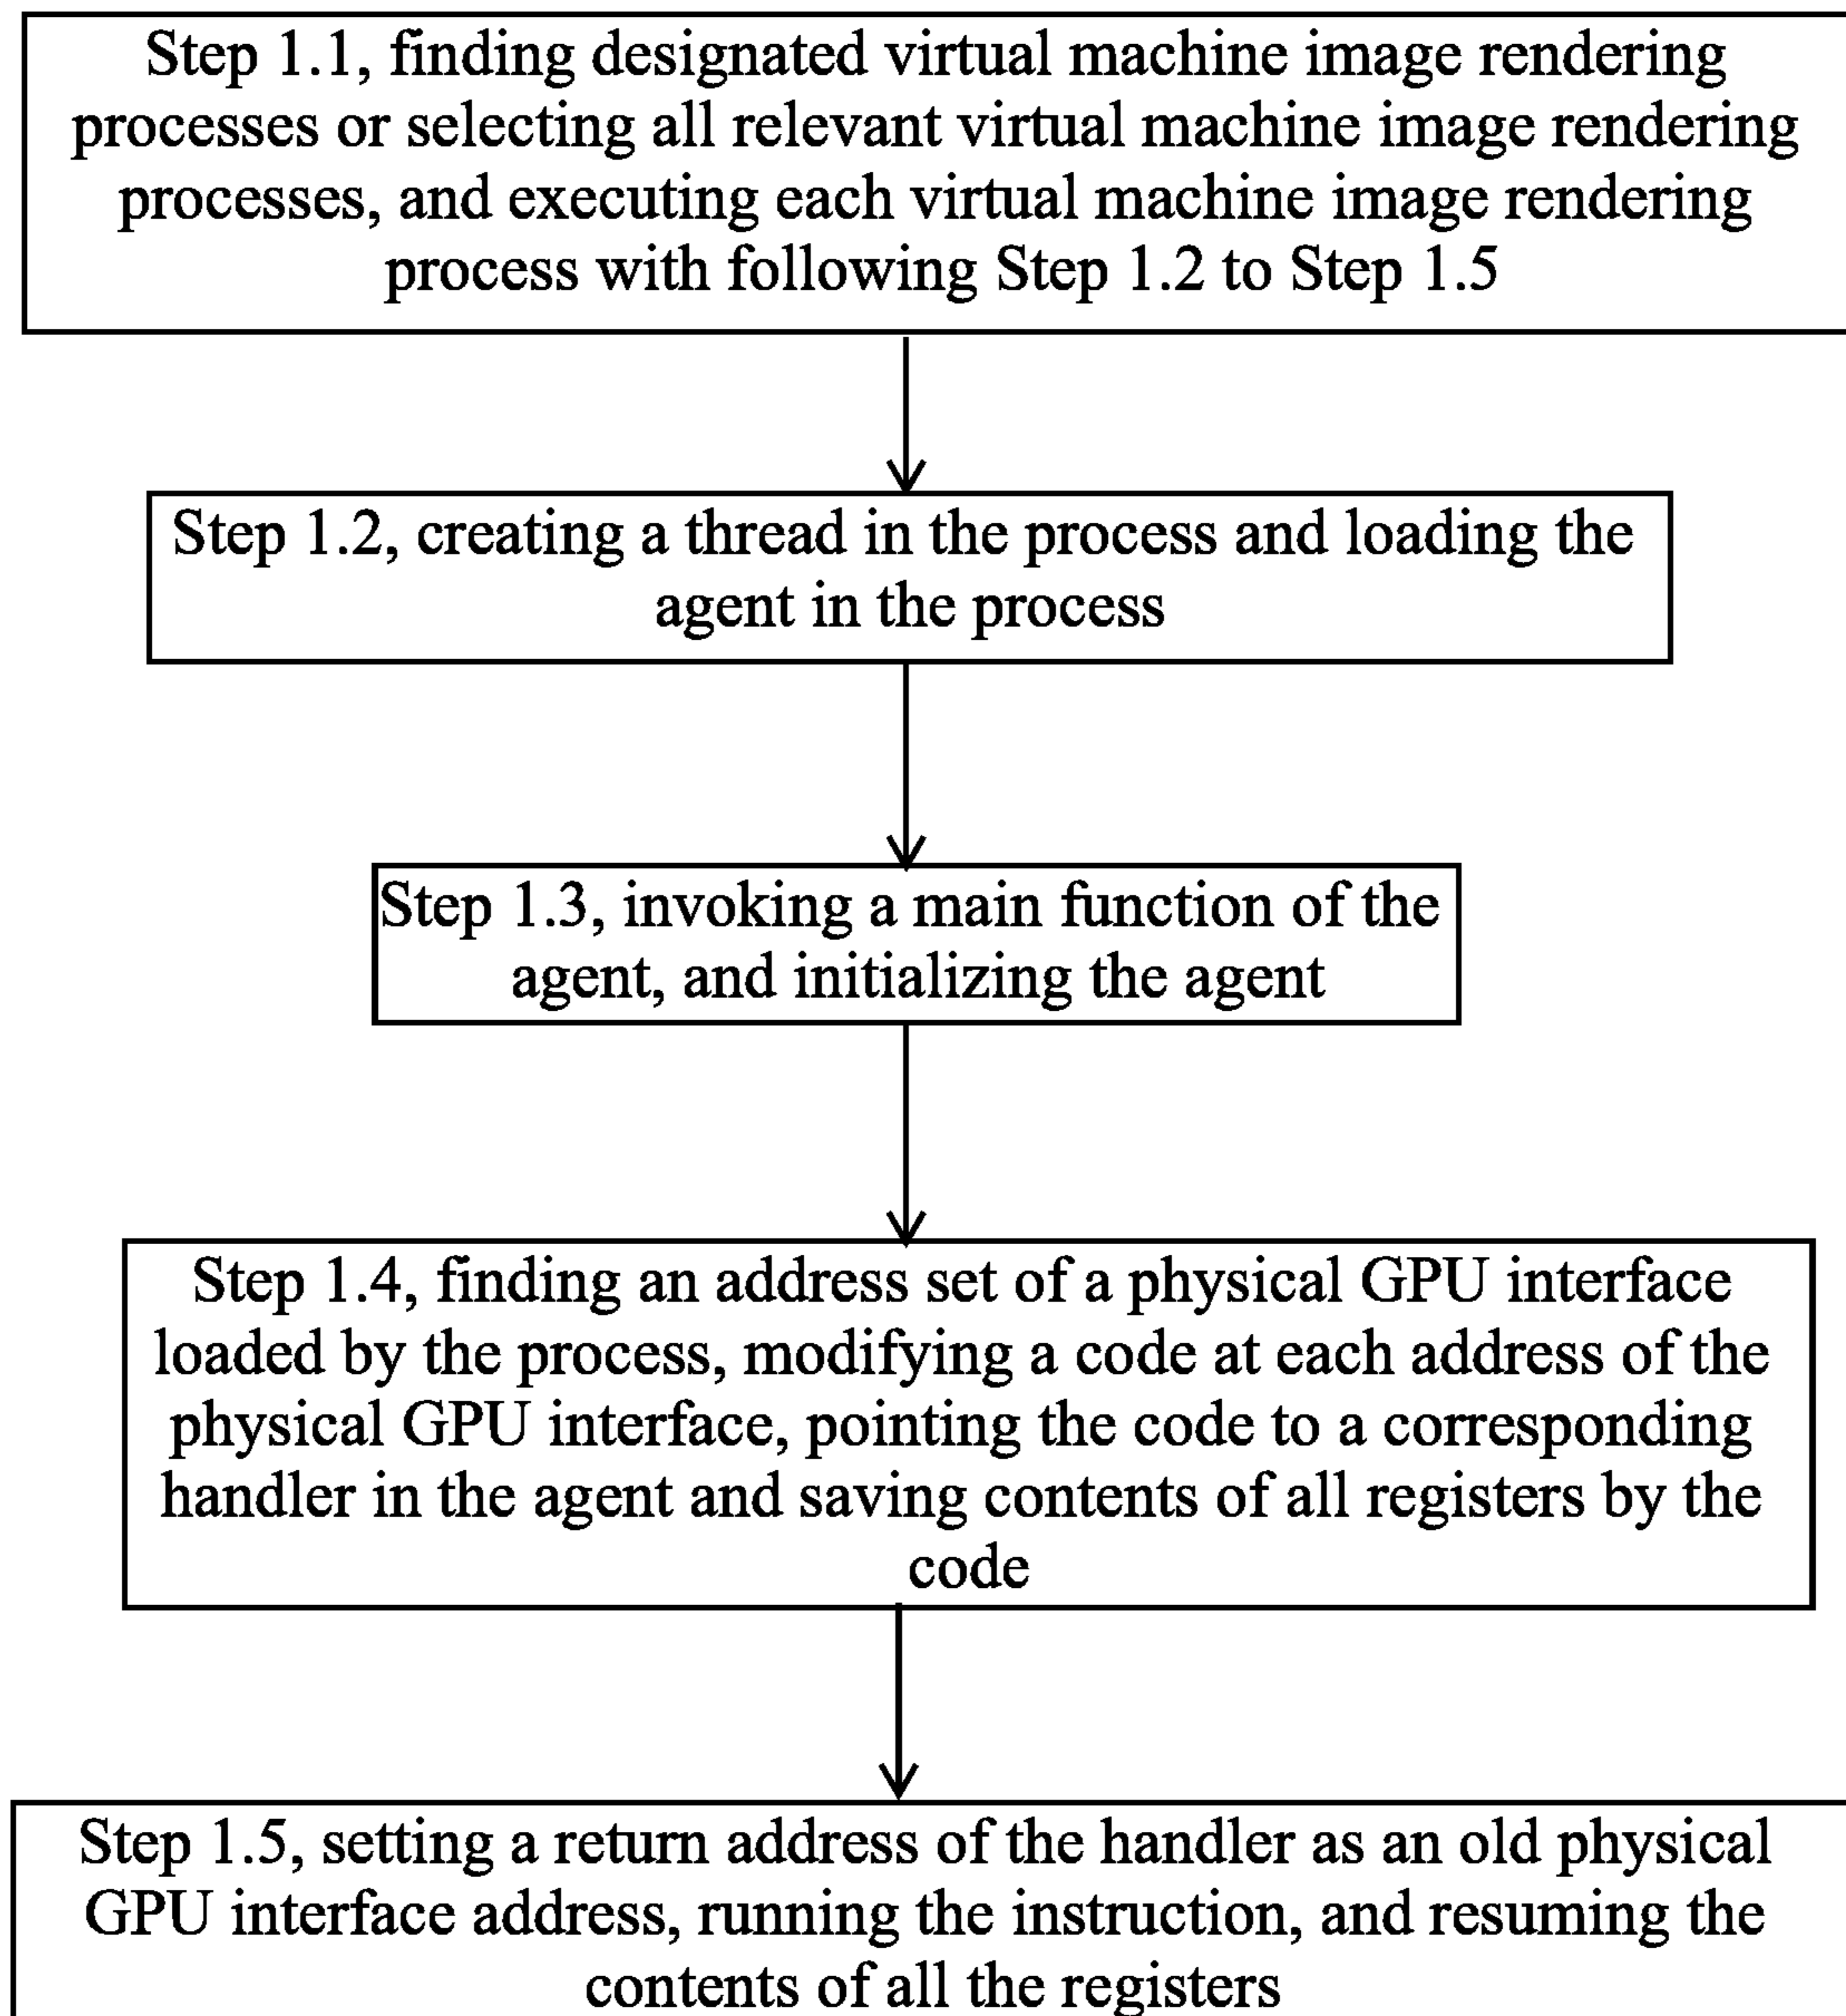 Step 1.1, finding designated virtual machine image rendering
processes or selecting all relevant virtual machine image rendering
processes, and executing each virtual machine image rendering
process with following Step 1.2 to Step 1.5
Step 1.2, creating a thread in the process and loading the
agent in the process
Step 1.3, invoking a main function of the
agent, and initializing the agent
Step 1.4, finding an address set of a physical GPU interface
loaded by the process, modifying a code at each address of the
physical GPU interface, pointing the code to a corresponding
handler in the agent and saving contents of all registers by the
code
Step 1.5, setting a return address of the handler as an old physical
GPU interface address, running the instruction, and resuming the
contents of all the registers